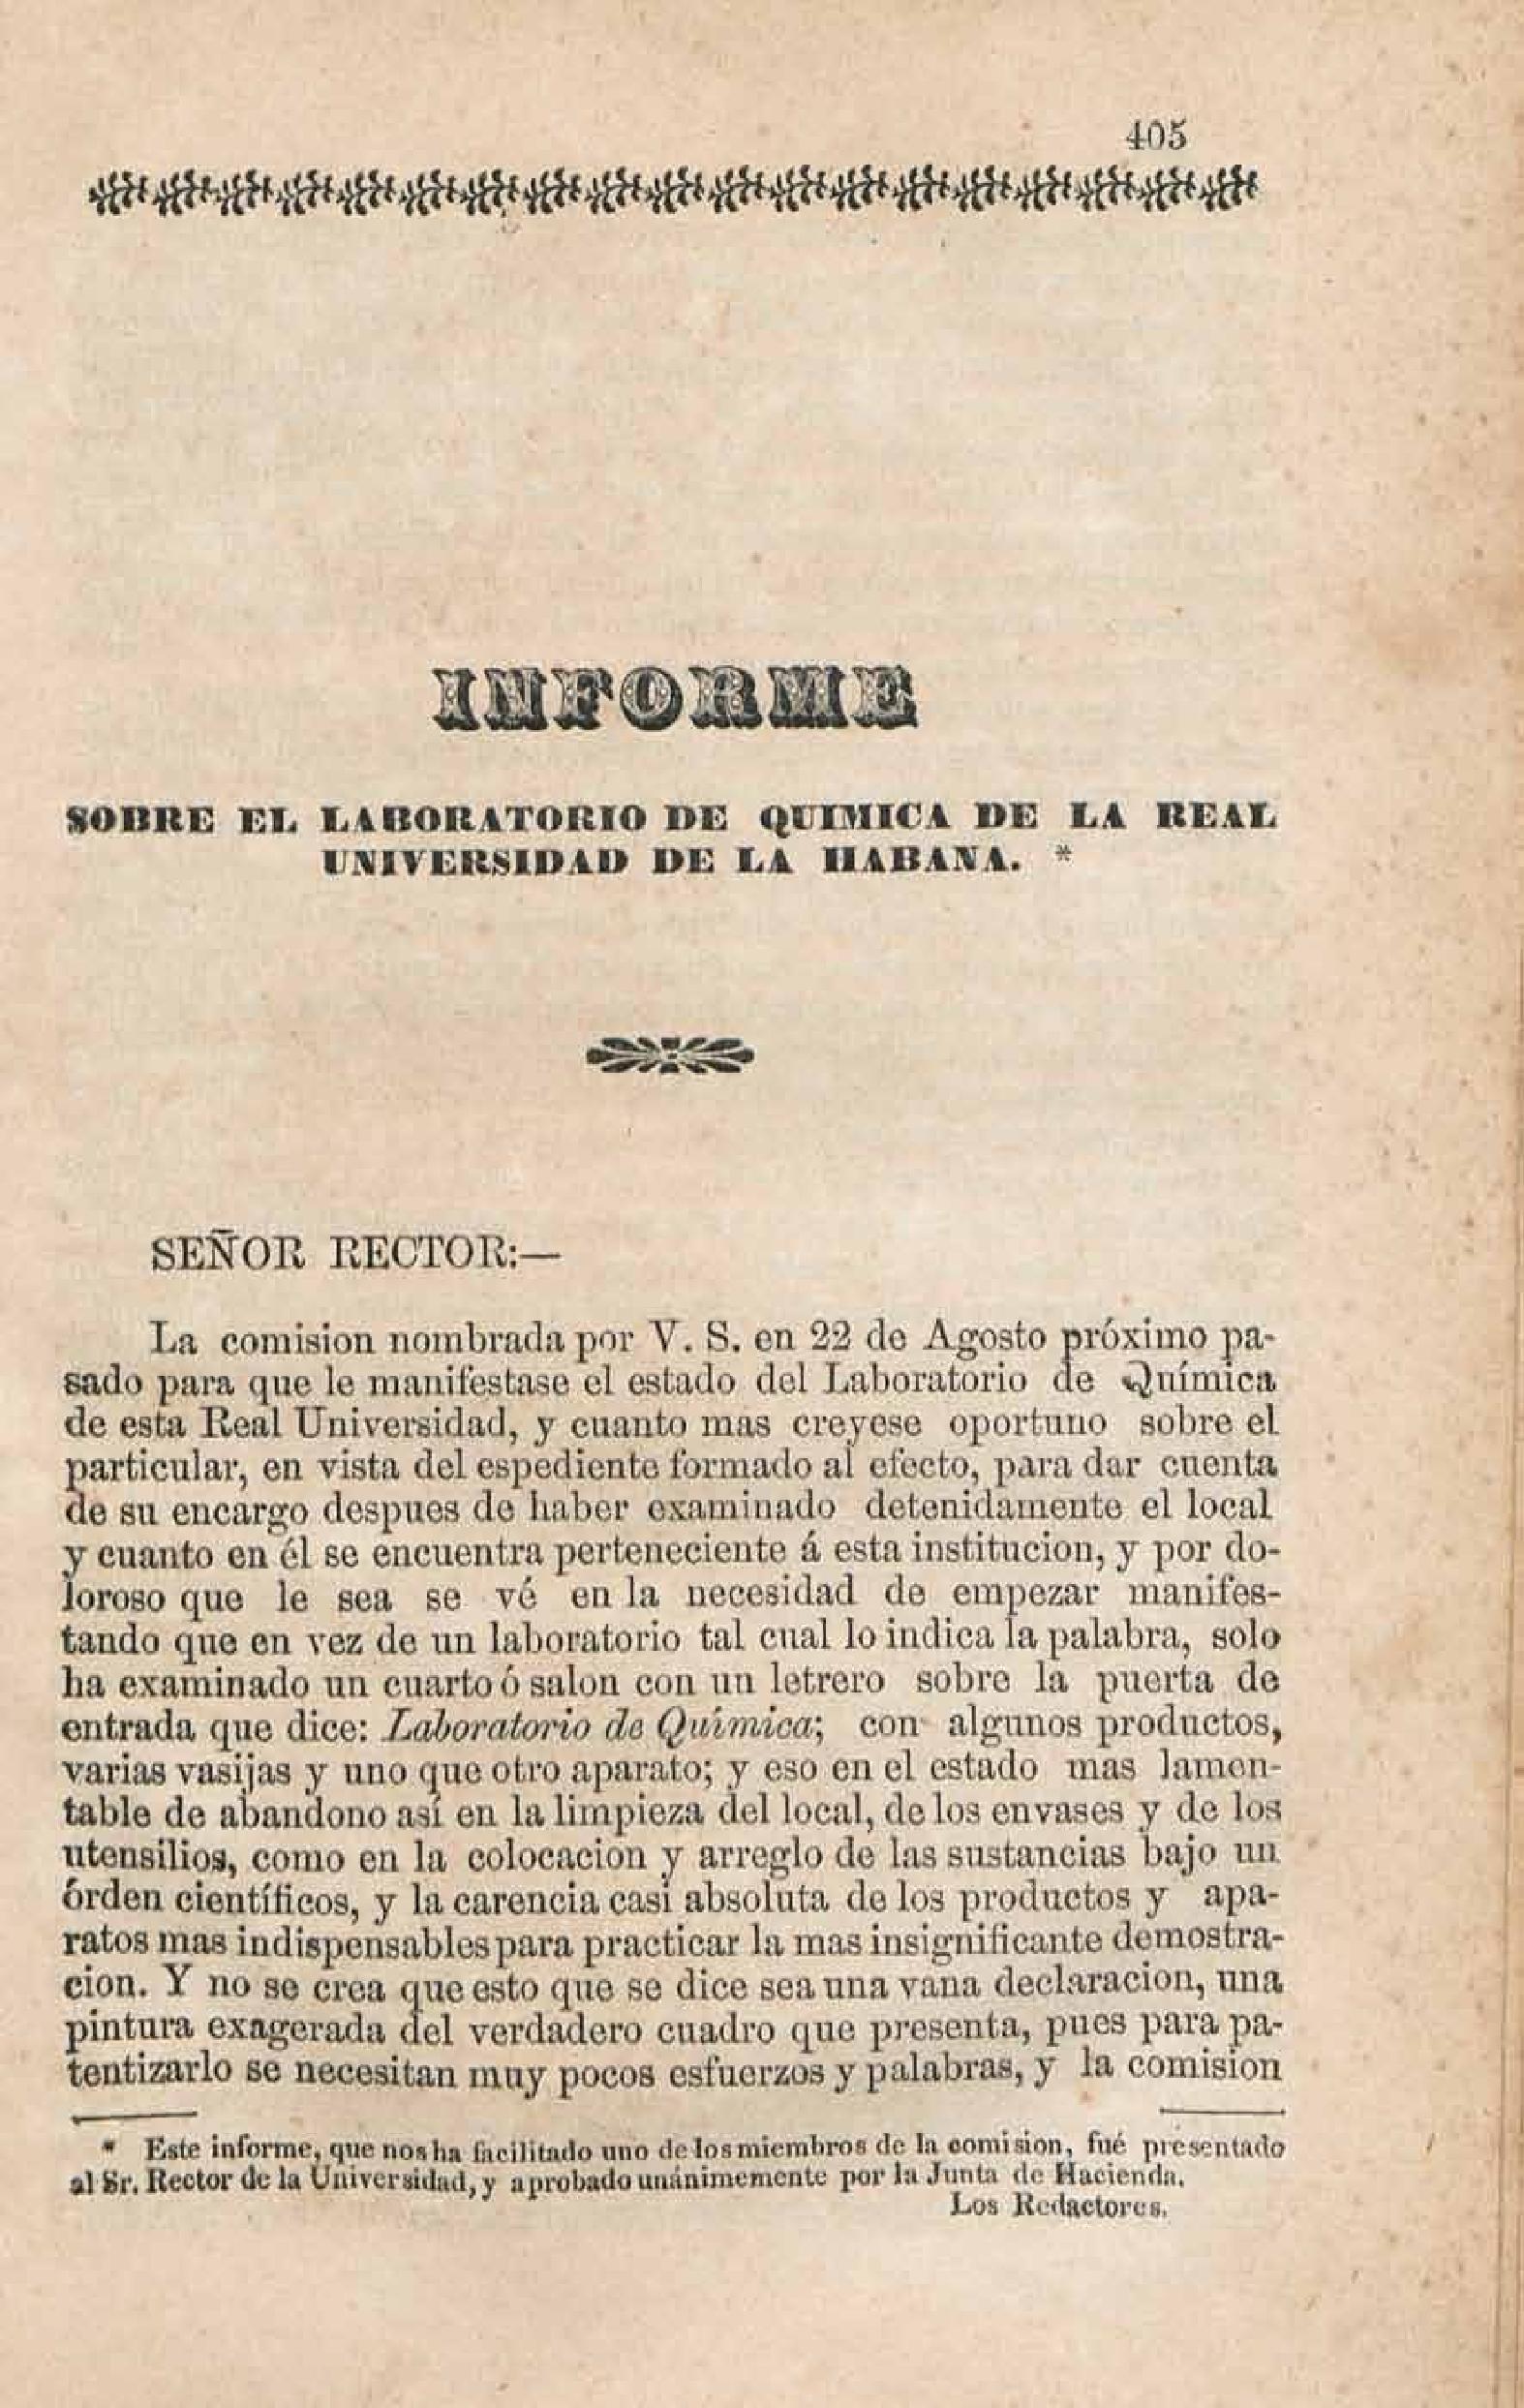 405
INFORME
SOBRE EL LABORATORIO DE QUIMICA DE LA REAL
UNIVERSIDAD DE LA HABANA. *
SEÑOR RECTOR:—
La comision nombrada por V. S. en 22 de Agosto próximo pa-
sado para que le manifestase el estado del Laboratorio de Química
de esta Real Universidad, y cuanto mas creyese oportuno sobre el
particular, en vista del espediente formado al efecto, para dar cuenta
de su encargo despues de haber examinado detenidamente el local
y cuanto en él se encuentra perteneciente á esta institucion, y por do-
loroso que le sea se vé en la necesidad de empezar manifes-
tando que en vez de un laboratorio tal cual lo indica la palabra, solo
ha examinado un cuarto ó salon con un letrero sobre la puerta de
entrada que dice: Laboratorio de Química; con algunos productos,
varias vasijas y uno que otro aparato; y eso en el estado mas lamen-
table de abandono así en la limpieza del local, de los envases y de los
utensilios, como en la colocacion y arreglo de las sustancias bajo un
órden científicos, y la carencia casi absoluta de los productos y apa-
ratos mas indispensables para practicar la mas insignificante demostra-
cion. Y no se crea que esto que se dice sea una vana declaracion, una
pintura exagerada del verdadero cuadro que presenta, pues para pa-
tentizarlo se necesitan muy pocos esfuerzos y palabras, y la comision
* Este informe, que nos ha facilitado uno de los miembros de la comision, fué presentado
al Sr. Rector de la Universidad, y aprobado unánimemente por la Junta de Hacienda.
Los Redactores.